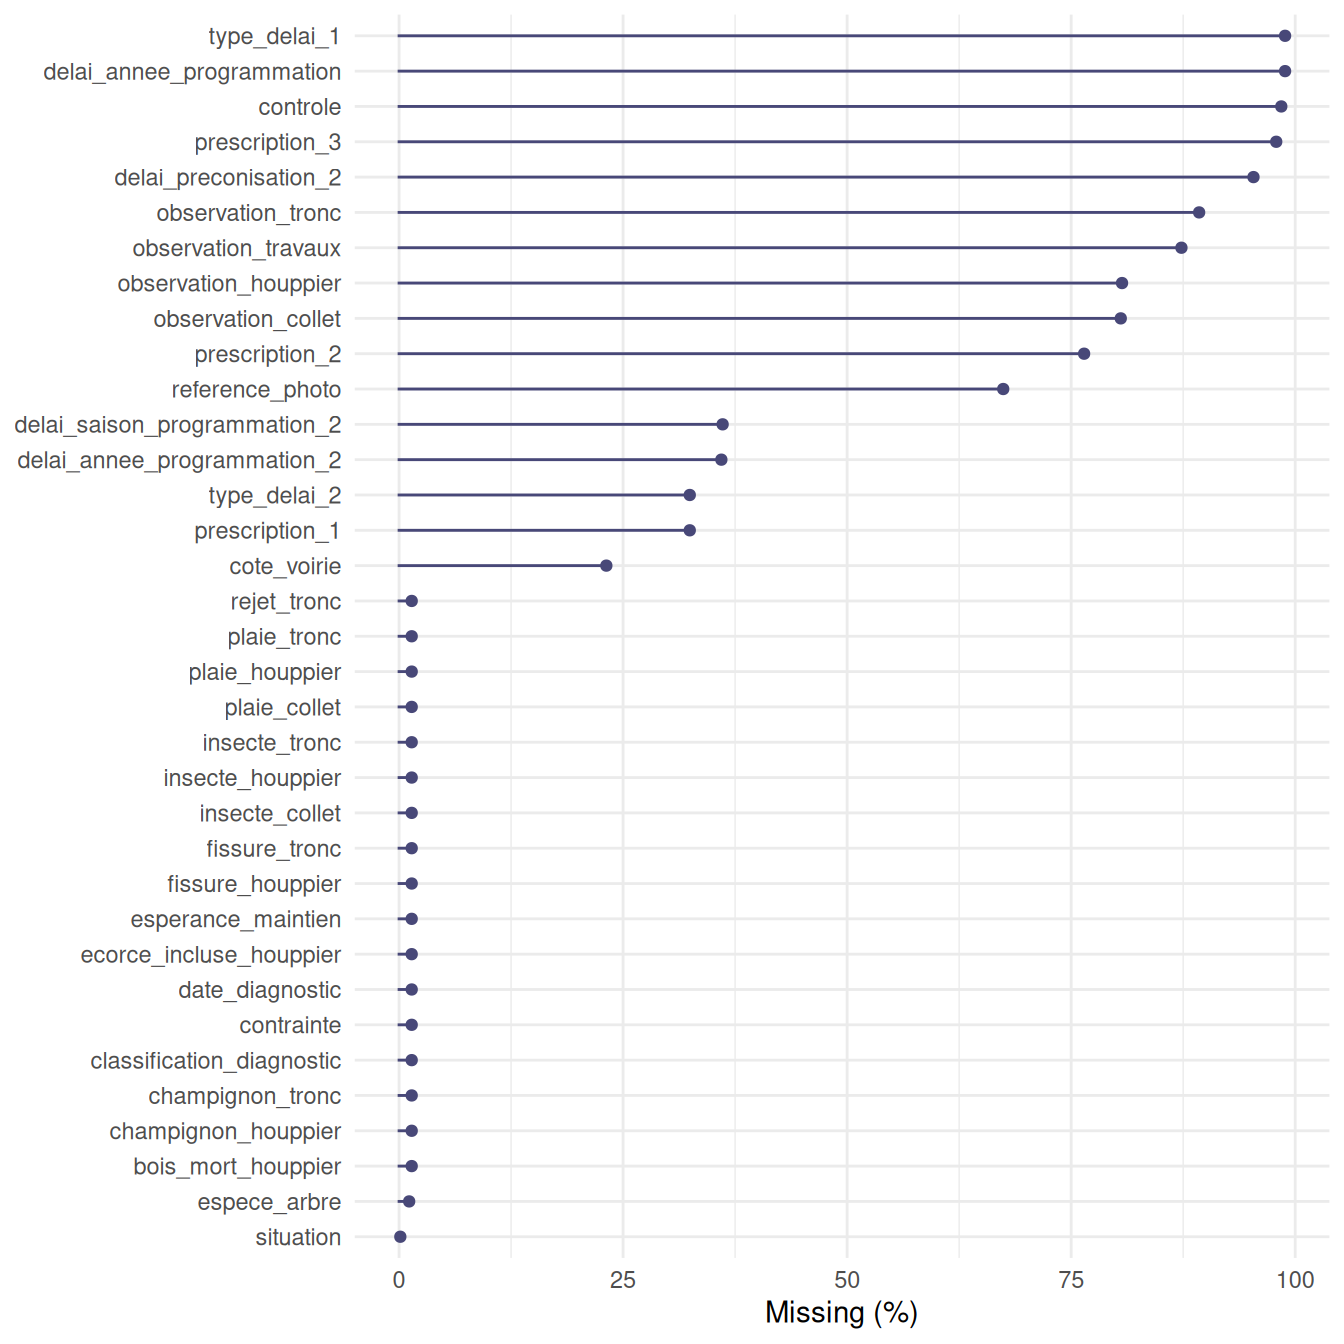 type_delai_1
delai_annee_programmation
controle
prescription_3
delai_preconisation_2
observation_tronc
observation_travaux
observation_houppier
observation_collet
prescription_2
reference_photo
delai_saison_programmation_2
delai_annee_programmation_2
type_delai_2
prescription_1
cote_voirie
rejet_tronc
plaie_tronc
plaie_houppier
plaie_collet
insecte_tronc
insecte_houppier
insecte_collet
fissure_tronc
fissure_houppier
esperance_maintien
ecorce_incluse_houppier
date_diagnostic
contrainte
classification_diagnostic
champignon_tronc
champignon_houppier
bois_mort_houppier
espece_arbre
situation
0 25 50 75 100
Missing (%)